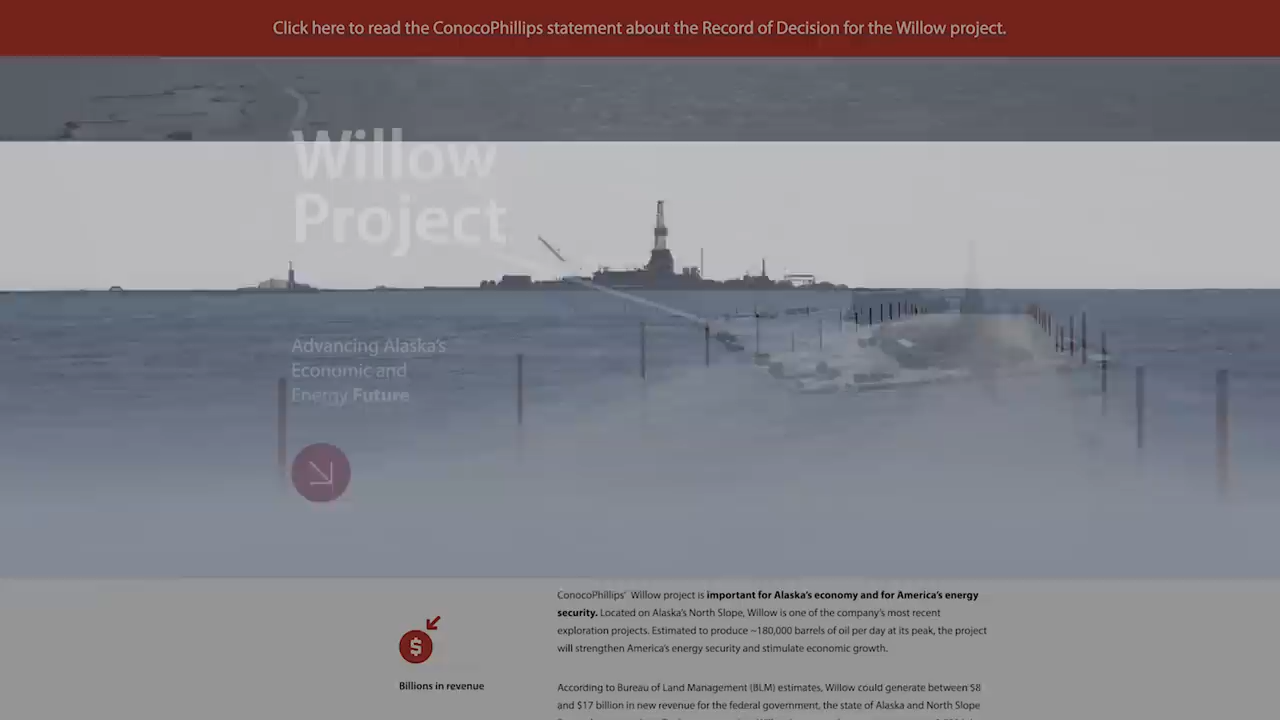 Click here to read the ConocoPhillips statement about the Record of Decision for the Willow project.
Willow
Project
Advancing Alaska's
Economic and
Energy Future
ConocoPhillips' Willow project is important for Alaska's economy and for America's energy
security. Located on Alaska's North Slope, Willow is one of the company's most recent
exploration projects. Estimated to produce ~180,000 barrels of oil per day at its peak, the project
will strengthen America's energy security and stimulate economic growth.
$
Billions in revenue
According to Bureau of Land Management (BLM) estimates, Willow could generate between $8
and $17 billion in new revenue for the federal government, the state of Alaska and North Slope